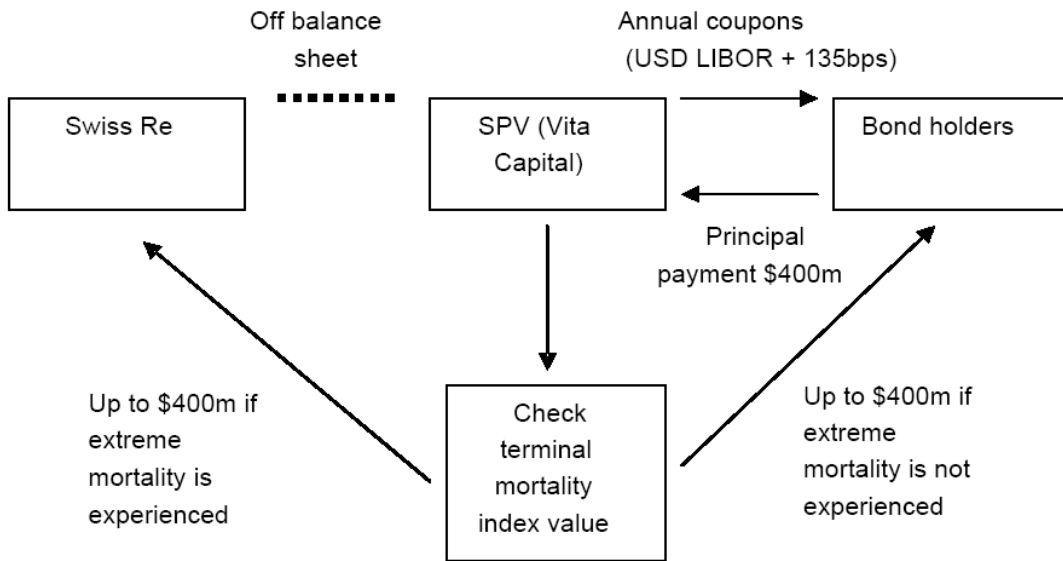 Off balance
sheet
Annual coupons
(USD LIBOR + 135bps)
Swiss Re
SPV (Vita
Capital)
Bond holders
Principal
payment $400m
Up to $400m if
extreme
mortality is
experienced
Check
terminal
mortality
index value
Up to $400m if
extreme
mortality is not
experienced